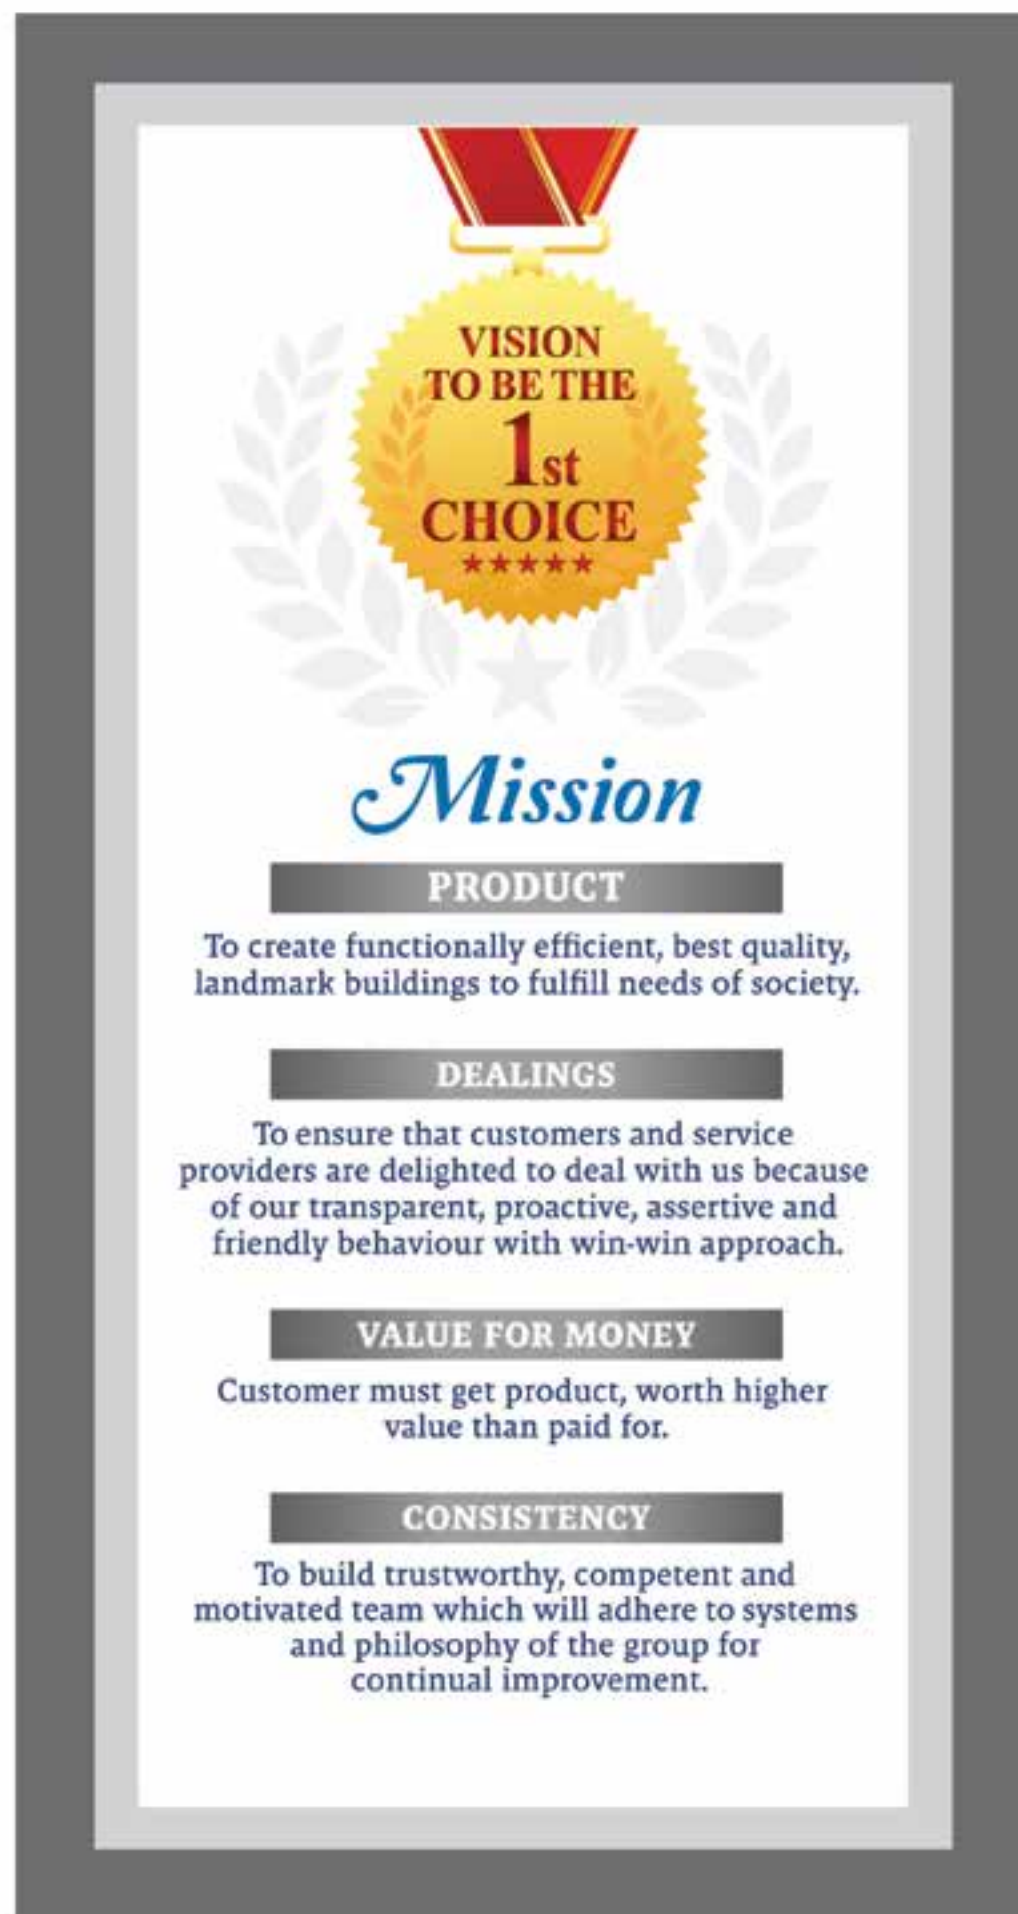 VISION
TO BE THE
1st
CHOICE
Mission
PRODUCT
To create functionally efficient, best quality,
landmark buildings to fulfill needs of society.
DEALINGS
To ensure that customers and service
providers are delighted to deal with us because
of our transparent, proactive, assertive and
friendly behaviour with win-win approach.
VALUE FOR MONEY
Customer must get product, worth higher
value than paid for.
CONSISTENCY
To build trustworthy, competent and
motivated team which will adhere to systems
and philosophy of the group for
continual improvement.